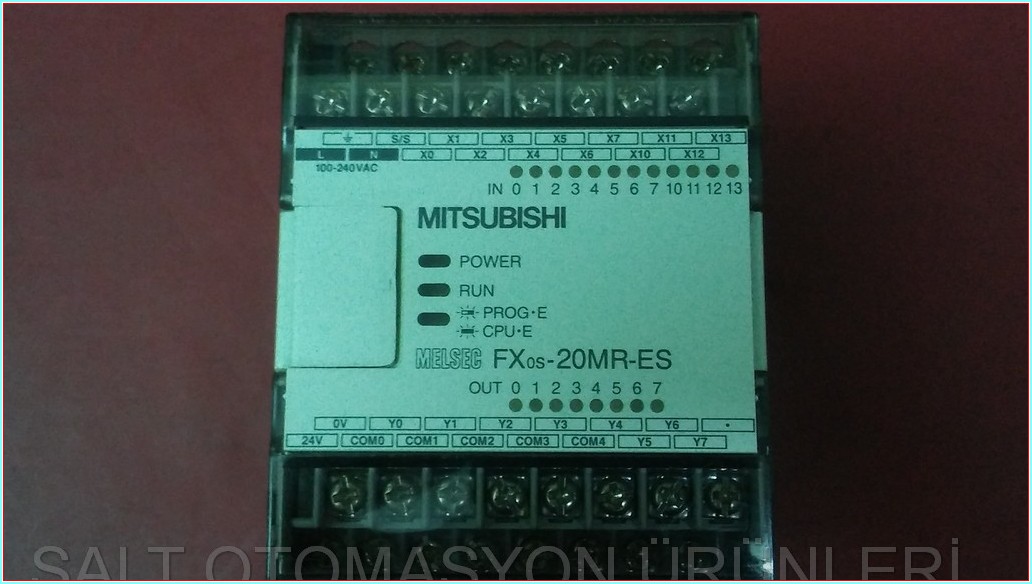 S/S X1 X3 X5 X7 X11 X13
L N X0 X2 X4 X6 X10 X12
100-240VAC
IN 0 1 2 3 4 5 6 7 10 11 12 13
MITSUBISHI
POWER
RUN
PROG·E
CPU·E
MELSEC FX0S-20MR-ES
OUT 0 1 2 3 4 5 6 7
0V Y0 Y1 Y2 Y3 Y4 Y6 •
24V COM0 COM1 COM2 COM3 COM4 Y5 Y7
SALT OTOMASYON ÜRÜNLERİ